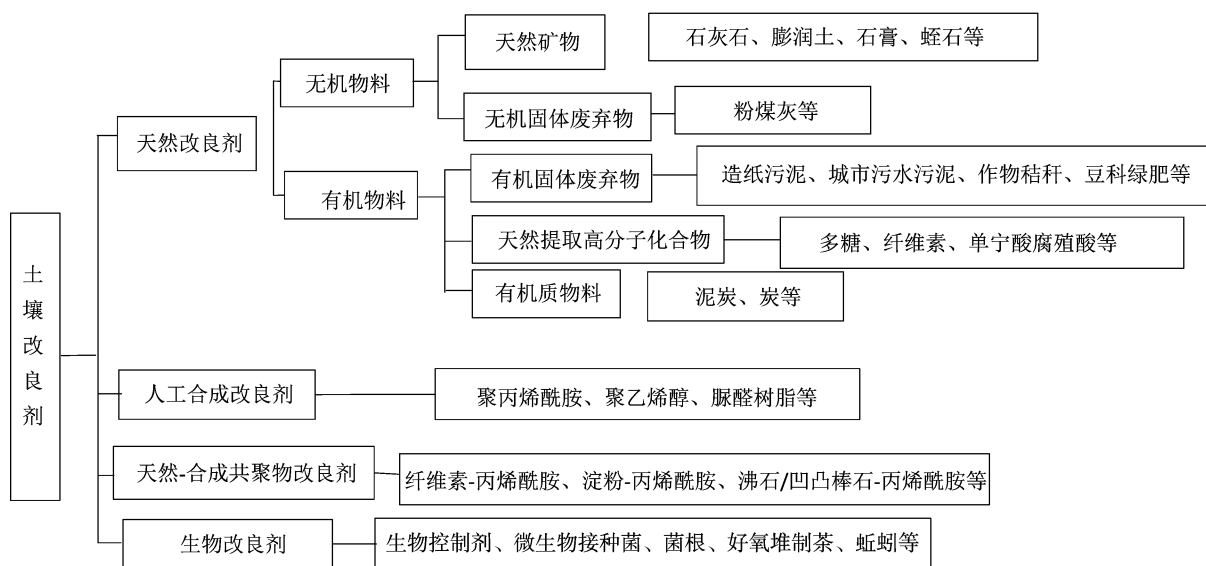 天然矿物
石灰石、膨润土、石膏、蛭石等
无机物料
无机固体废弃物
粉煤灰等
天然改良剂
有机固体废弃物
造纸污泥、城市污水污泥、作物秸秆、豆科绿肥等
有机物料
天然提取高分子化合物
多糖、纤维素、单宁酸腐殖酸等
有机质物料
泥炭、炭等
土壤改良剂
人工合成改良剂
聚丙烯酰胺、聚乙烯醇、脲醛树脂等
天然-合成共聚物改良剂
纤维素-丙烯酰胺、淀粉-丙烯酰胺、沸石/凹凸棒石-丙烯酰胺等
生物改良剂
生物控制剂、微生物接种菌、菌根、好氧堆制茶、蚯蚓等